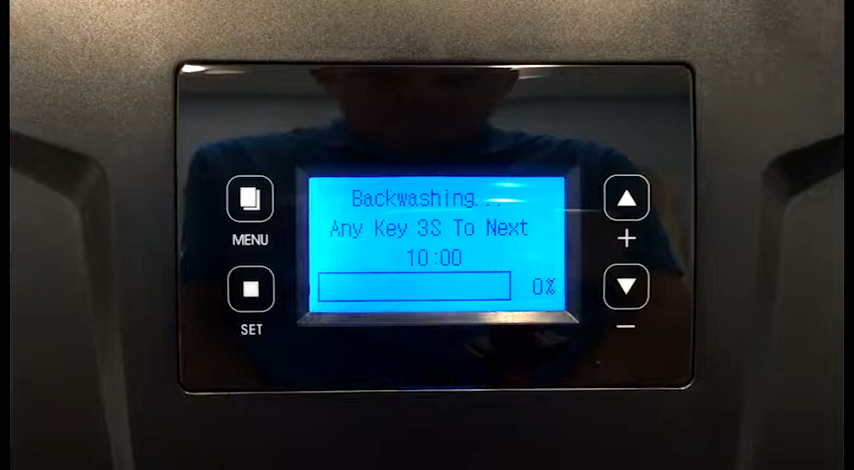 Backwashing...
Any Key 3S To Next
10:00
0%
MENU
SET
+
−